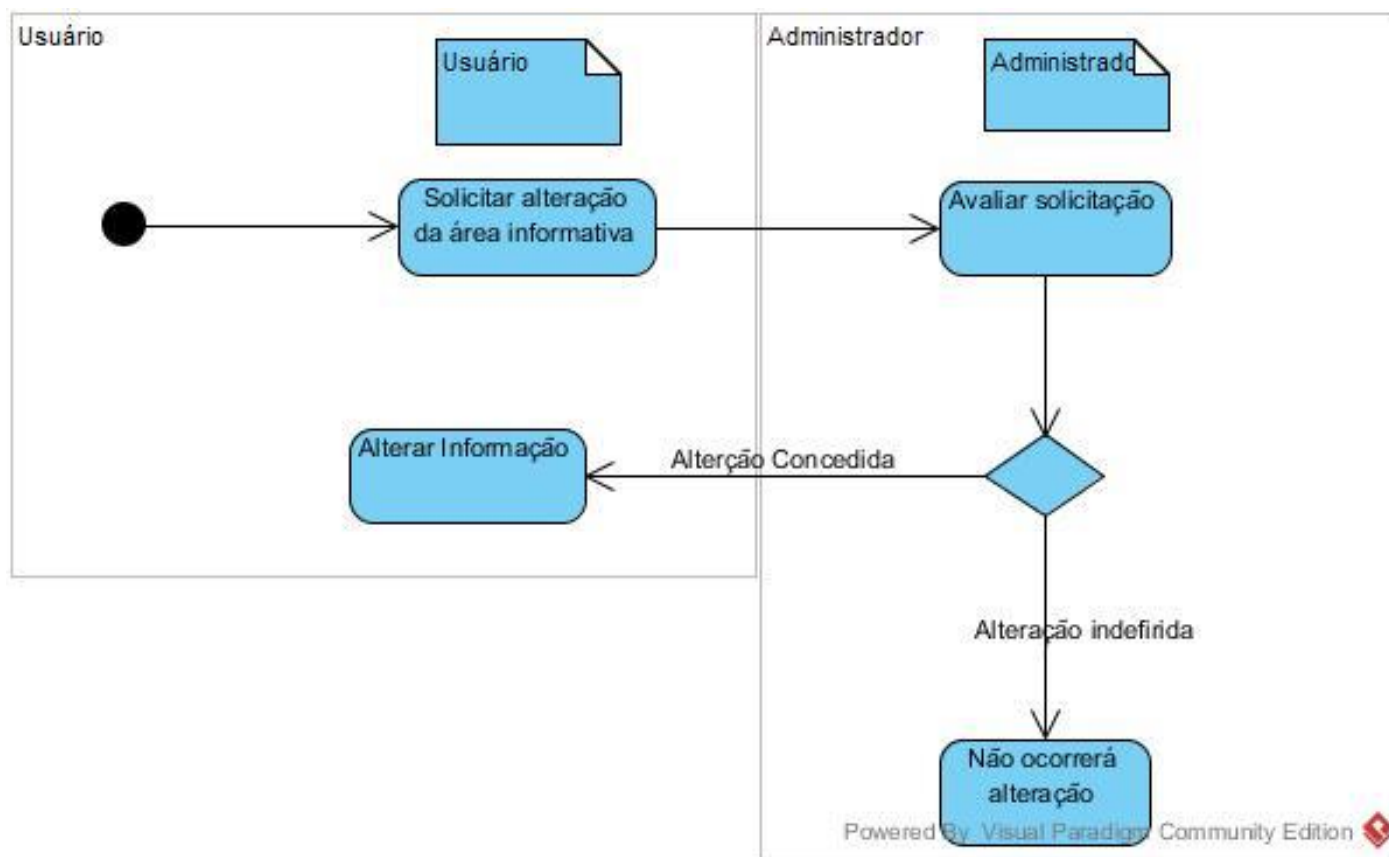 Usuário
Administrador
Usuário
Administrado
Solicitar alteração
da área informativa
Avaliar solicitação
Alterar Informação
Alterção Concedida
Alteração indefirida
Não ocorrerá
alteração
Powered By Visual Paradigm Community Edition